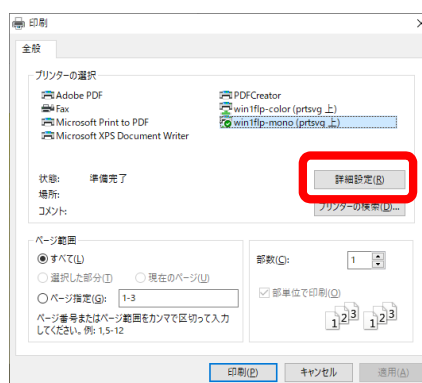 印刷
全般
プリンターの選択
Adobe PDF
Fax
Microsoft Print to PDF
Microsoft XPS Document Writer
PDFCreator
win1flp-color (prtsvg 上)
win1flp-mono (prtsvg 上)
状態: 準備完了
場所:
コメント:
詳細設定(R)
プリンターの検索(D)...
ページ範囲
すべて(L)
選択した部分(T) 現在のページ(U)
ページ指定(G): 1-3
ページ番号またはページ範囲をカンマで区切って入力
してください。例: 1,5-12
部数(C): 1
部単位で印刷(O)
1 2 3 1 2 3
印刷(P) キャンセル 適用(A)